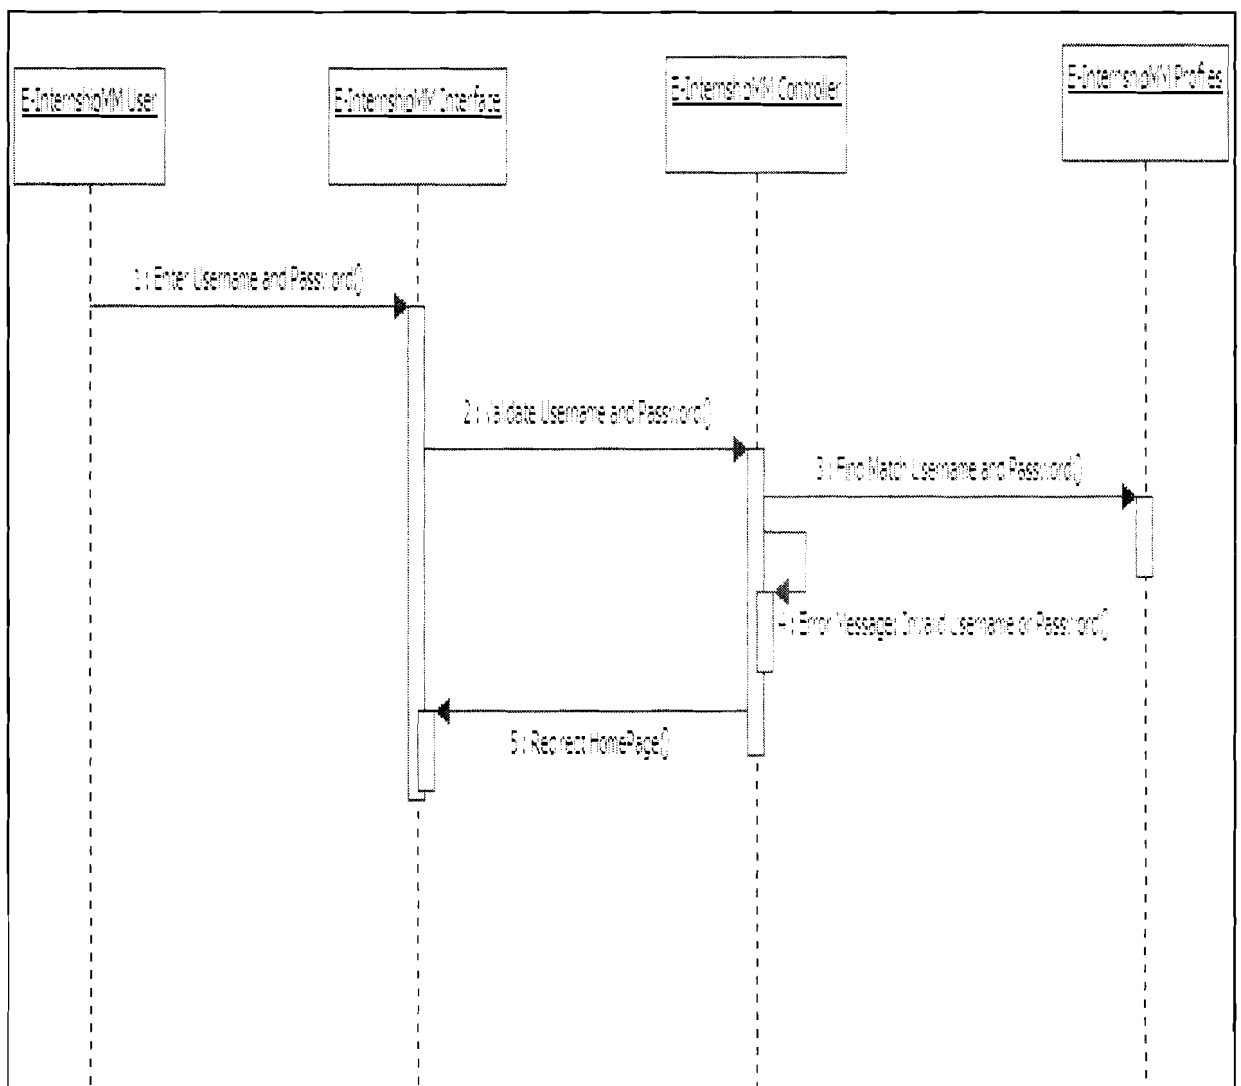 E-InternshipMM User
E-InternshipMM Interface
E-InternshipMM Controller
E-InternshipMM Profiles
1 : Enter Username and Password()
2 : Validate Username and Password()
3 : Find Match Username and Password()
4 : Error Message: Invalid Username or Password()
5 : Redirect HomePage()